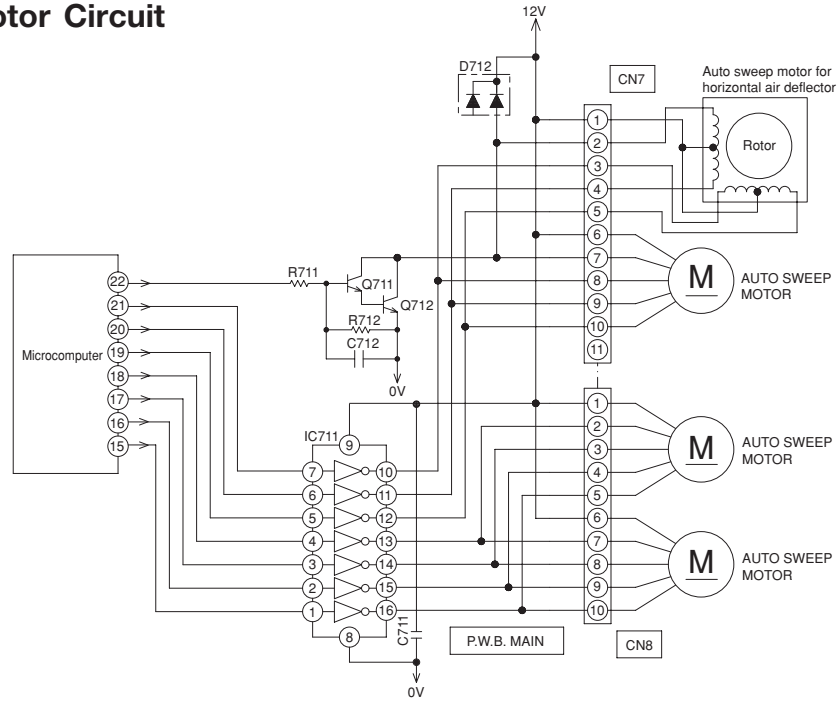 otor Circuit
12V
D712
CN7
Auto sweep motor for
horizontal air deflector
Rotor
1
2
3
4
5
6
7
8
9
10
11
M
AUTO SWEEP
MOTOR
Microcomputer
22
21
20
19
18
17
16
15
R711
Q711
Q712
R712
C712
0V
IC711
9
7
6
5
4
3
2
1
10
11
12
13
14
15
16
8
C711
0V
1
2
3
4
5
6
7
8
9
10
M
AUTO SWEEP
MOTOR
M
AUTO SWEEP
MOTOR
P.W.B. MAIN
CN8